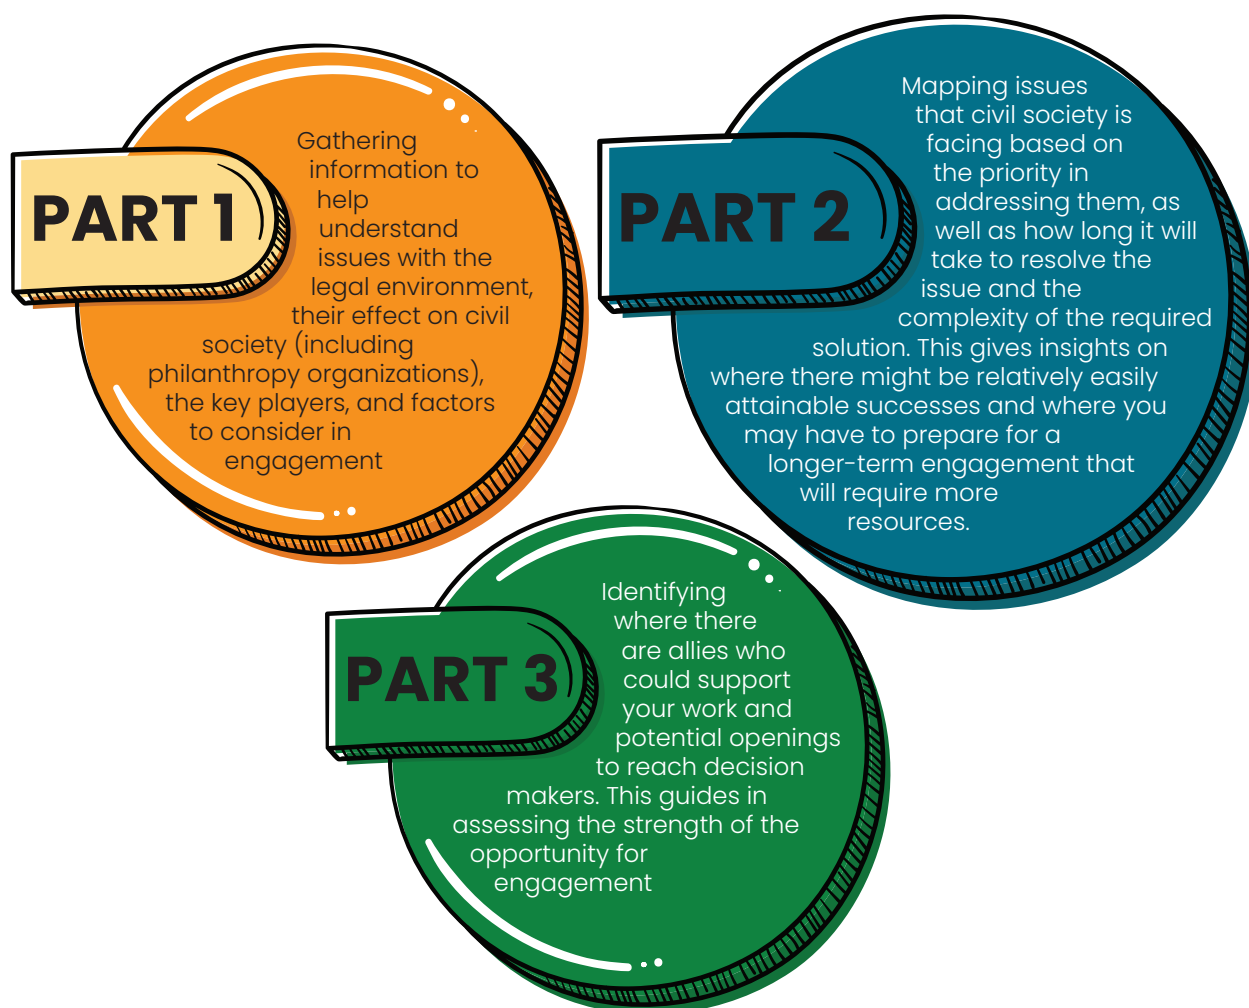 PART 1
Gathering
information to
help
understand
issues with the
legal environment,
their effect on civil
society (including
philanthropy organizations),
the key players, and factors
to consider in
engagement
PART 2
Mapping issues
that civil society is
facing based on
the priority in
addressing them, as
well as how long it will
take to resolve the
issue and the
complexity of the required
solution. This gives insights on
where there might be relatively easily
attainable successes and where you
may have to prepare for a
longer-term engagement that
will require more
resources.
PART 3
Identifying
where there
are allies who
could support
your work and
potential openings
to reach decision
makers. This guides in
assessing the strength of the
opportunity for
engagement